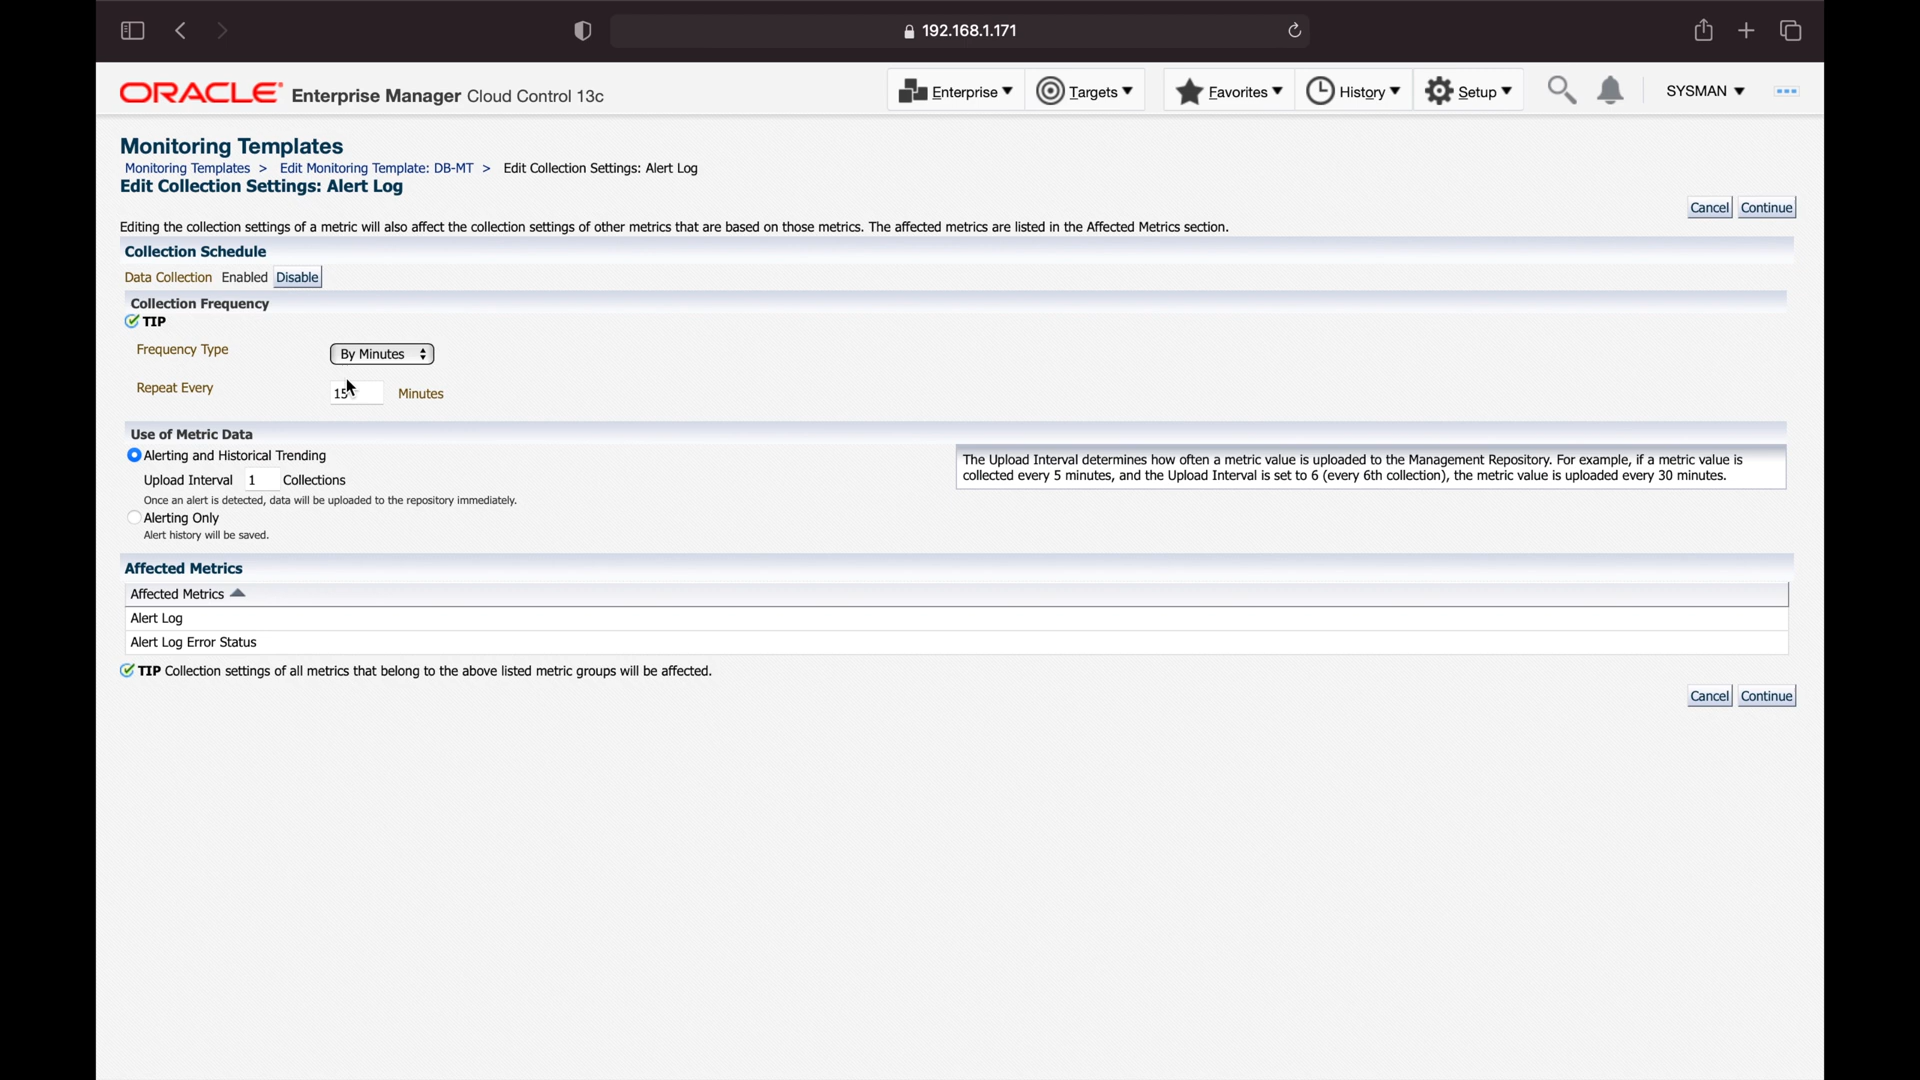 192.168.1.171
ORACLE Enterprise Manager Cloud Control 13c
Enterprise Targets Favorites History Setup SYSMAN
Monitoring Templates
Monitoring Templates > Edit Monitoring Template: DB-MT > Edit Collection Settings: Alert Log
Edit Collection Settings: Alert Log
Cancel Continue
Editing the collection settings of a metric will also affect the collection settings of other metrics that are based on those metrics. The affected metrics are listed in the Affected Metrics section.
Collection Schedule
Data Collection Enabled Disable
Collection Frequency
TIP
Frequency Type By Minutes
Repeat Every 15 Minutes
Use of Metric Data
Alerting and Historical Trending
Upload Interval 1 Collections
Once an alert is detected, data will be uploaded to the repository immediately.
Alerting Only
Alert history will be saved.
The Upload Interval determines how often a metric value is uploaded to the Management Repository. For example, if a metric value is
collected every 5 minutes, and the Upload Interval is set to 6 (every 6th collection), the metric value is uploaded every 30 minutes.
Affected Metrics
Affected Metrics
Alert Log
Alert Log Error Status
TIP Collection settings of all metrics that belong to the above listed metric groups will be affected.
Cancel Continue